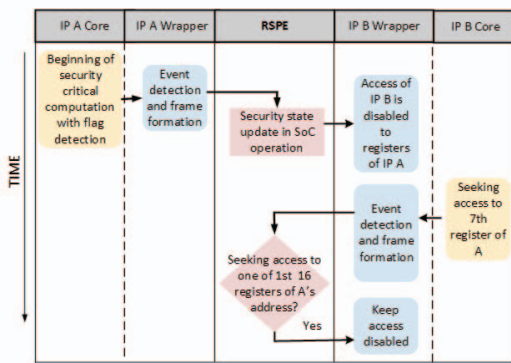 IP A Core
IP A Wrapper
RSPE
IP B Wrapper
IP B Core
TIME
Beginning of
security
critical
computation
with flag
detection
Event
detection
and frame
formation
Security state
update in SoC
operation
Access of
IP B is
disabled
to
registers
of IP A
Seeking
access to
7th
register of
A
Event
detection
and frame
formation
Seeking access to
one of 1st 16
registers of A's
address?
Yes
Keep
access
disabled